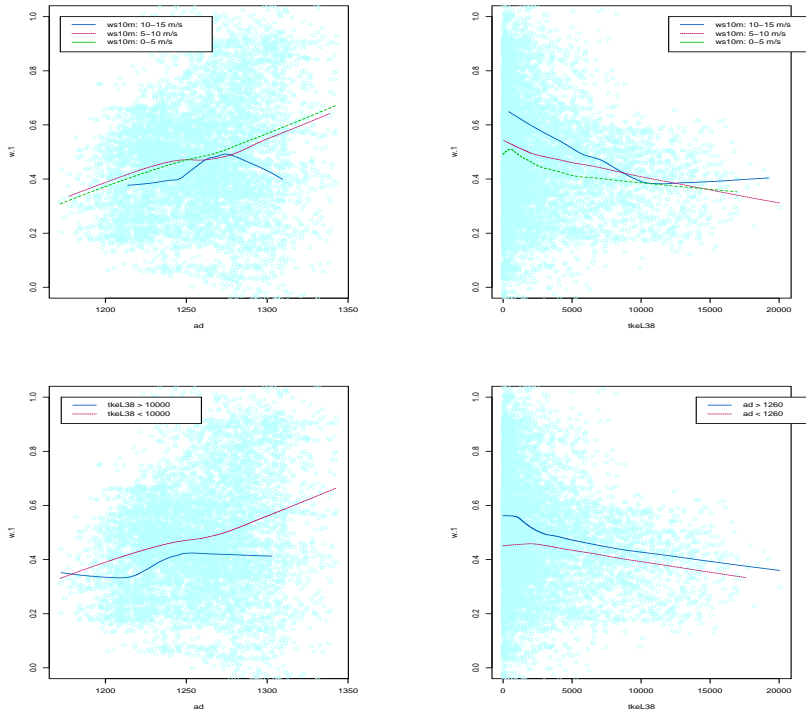 ws10m: 10−15 m/s
ws10m: 5−10 m/s
ws10m: 0−5 m/s
w.1
0.0
0.2
0.4
0.6
0.8
1.0
1200
1250
1300
1350
ad
ws10m: 10−15 m/s
ws10m: 5−10 m/s
ws10m: 0−5 m/s
w.1
0.0
0.2
0.4
0.6
0.8
1.0
0
5000
10000
15000
20000
tkeL38
tkeL38 > 10000
tkeL38 < 10000
w.1
0.0
0.2
0.4
0.6
0.8
1.0
1200
1250
1300
1350
ad
ad > 1260
ad < 1260
w.1
0.0
0.2
0.4
0.6
0.8
1.0
0
5000
10000
15000
20000
tkeL38